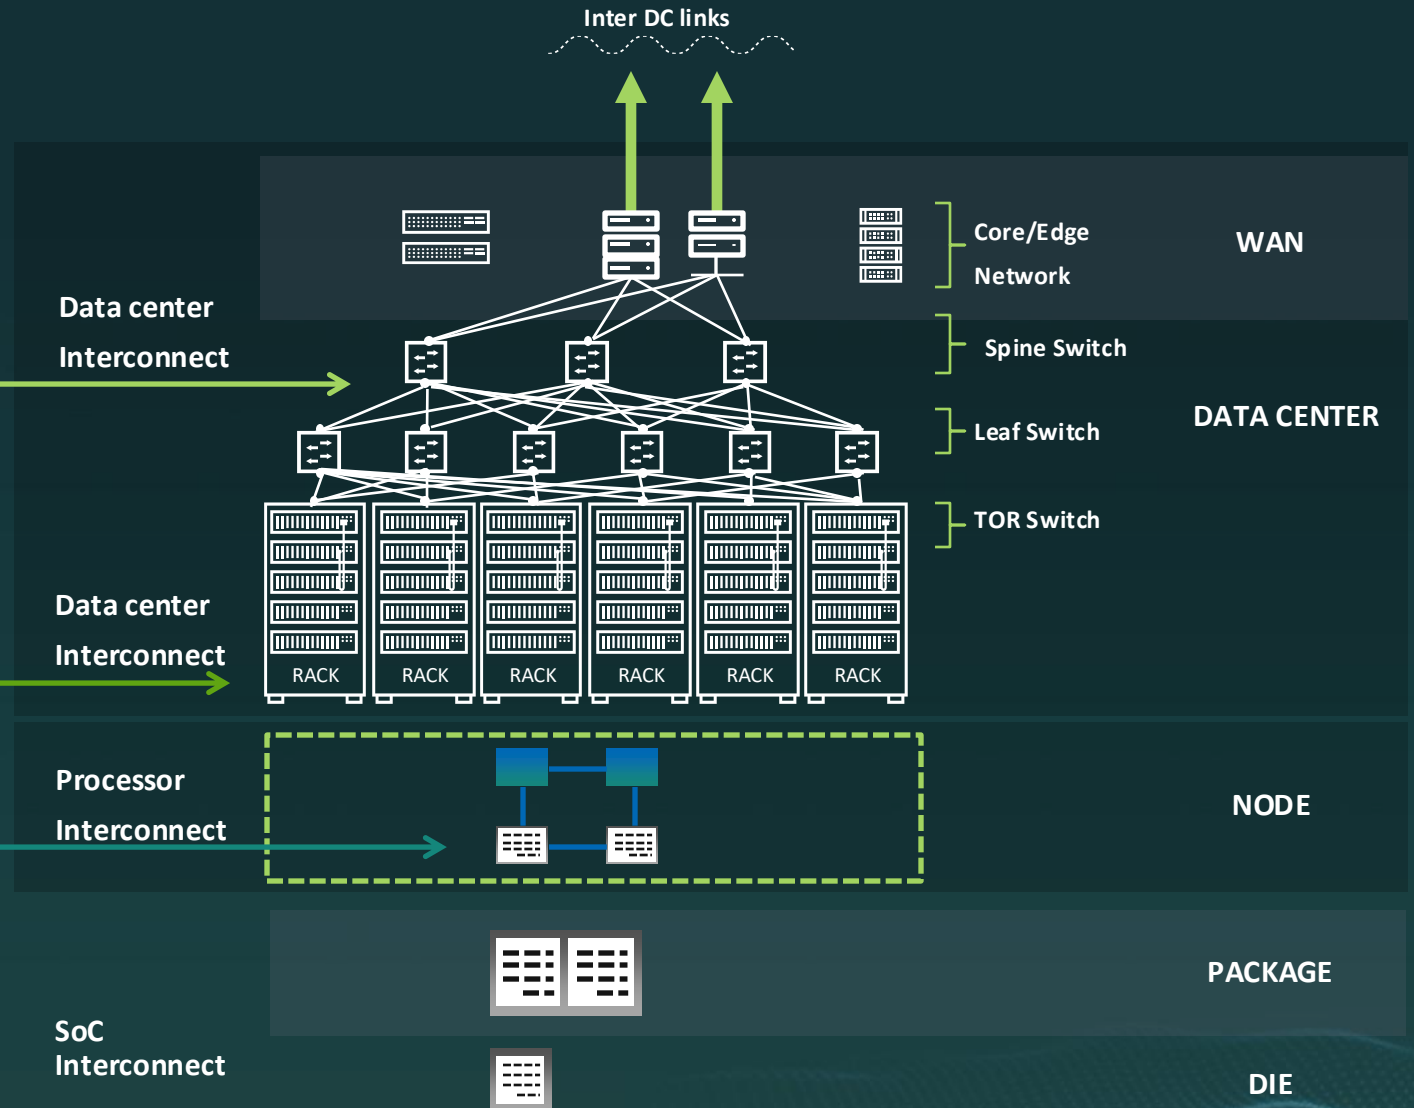 Inter DC links
Core/Edge
Network
WAN
Data center
Interconnect
Spine Switch
Leaf Switch
DATA CENTER
TOR Switch
Data center
Interconnect
RACK RACK RACK RACK RACK RACK
Processor
Interconnect
NODE
PACKAGE
SoC
Interconnect
DIE